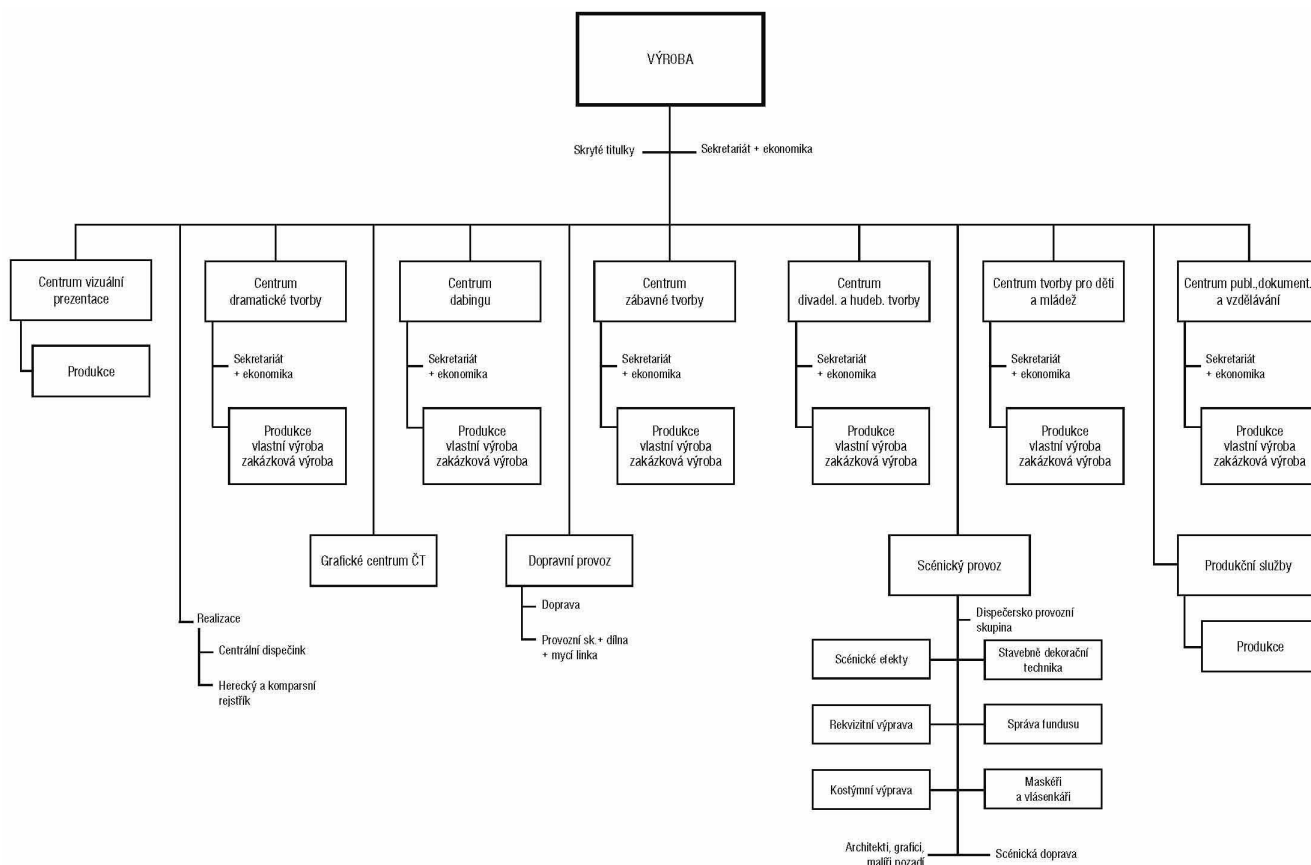 VÝROBA
Skryté titulky
Sekretariát + ekonomika
Centrum vizuální
prezentace
Produkce
Centrum
dramatické tvorby
Sekretariát
+ ekonomika
Produkce
vlastní výroba
zakázková výroba
Centrum
dabingu
Sekretariát
+ ekonomika
Produkce
vlastní výroba
zakázková výroba
Centrum
zábavné tvorby
Sekretariát
+ ekonomika
Produkce
vlastní výroba
zakázková výroba
Centrum
divadel. a hudeb. tvorby
Sekretariát
+ ekonomika
Produkce
vlastní výroba
zakázková výroba
Centrum tvorby pro děti
a mládež
Sekretariát
+ ekonomika
Produkce
vlastní výroba
zakázková výroba
Centrum publ.,dokument.
a vzdělávání
Sekretariát
+ ekonomika
Produkce
vlastní výroba
zakázková výroba
Realizace
Centrální dispečink
Herecký a komparsní
rejstřík
Grafické centrum ČT
Dopravní provoz
Doprava
Provozní sk.+ dílna
+ mycí linka
Scénický provoz
Dispečersko provozní
skupina
Scénické efekty
Stavebně dekorační
technika
Rekvizitní výprava
Správa fundusu
Kostýmní výprava
Maskéři
a vlásenkáři
Architekti, grafici,
malíři pozadí
Scénická doprava
Produkční služby
Produkce